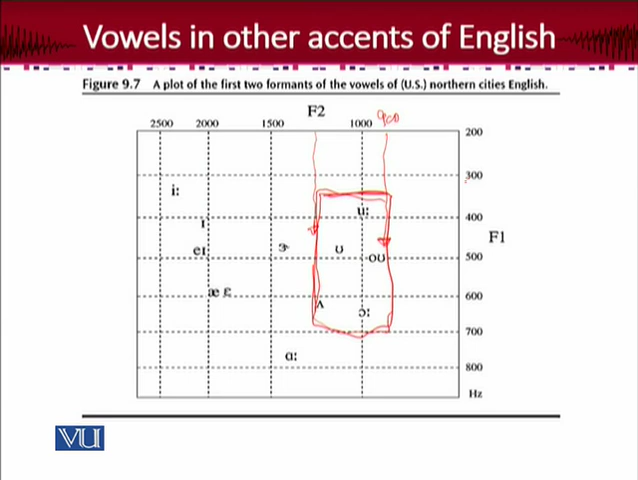 Vowels in other accents of English
Figure 9.7 A plot of the first two formants of the vowels of (U.S.) northern cities English.
F2
2500 2000 1500 1000 900
200
300
i:
u:
400
ɪ
F1
eɪ ɝ ʊ
oʊ 500
æ ɛ 600
ʌ ɔ:
700
ɑ:
800
Hz
VU